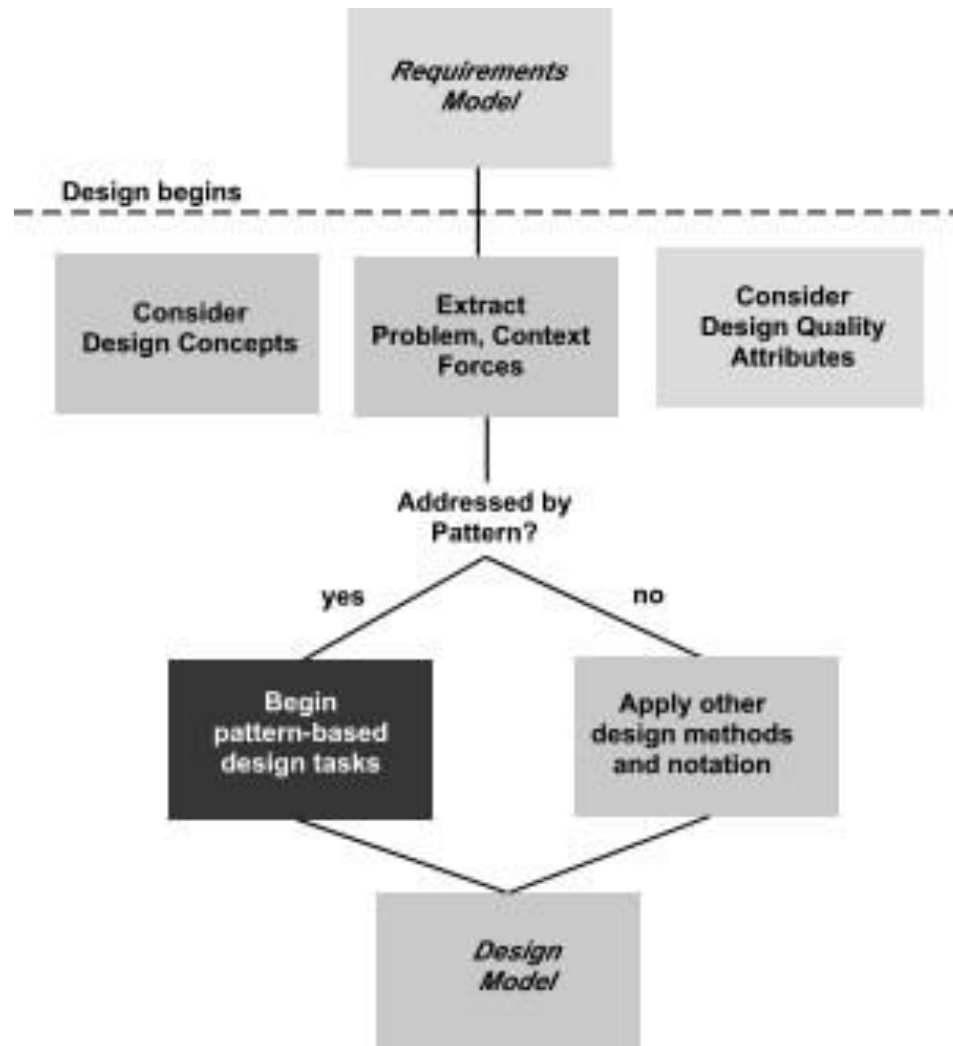 Requirements
Model
Design begins
Consider
Design Concepts
Extract
Problem, Context
Forces
Consider
Design Quality
Attributes
Addressed by
Pattern?
yes
no
Begin
pattern-based
design tasks
Apply other
design methods
and notation
Design
Model